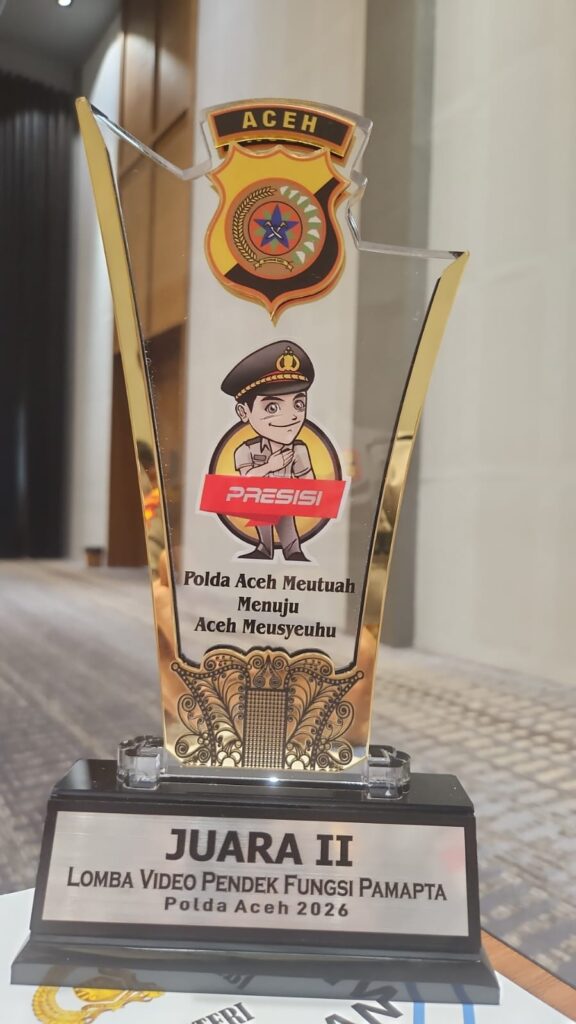 ACEH
PRESISI
Polda Aceh Meutuah
Menuju
Aceh Meusyeuhu
JUARA II
LOMBA VIDEO PENDEK FUNGSI PAMAPTA
Polda Aceh 2026